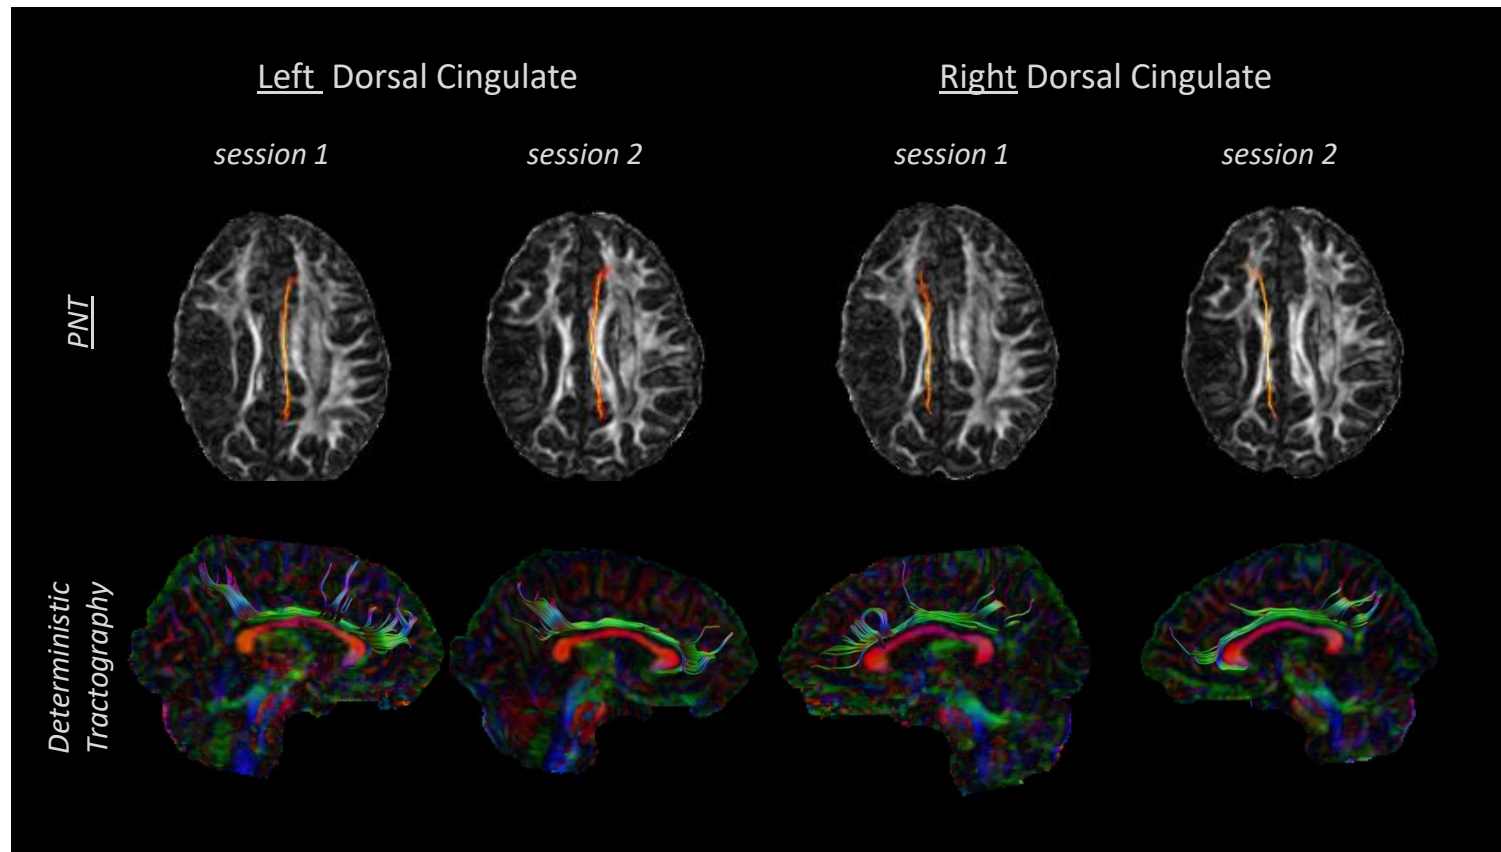 Left Dorsal Cingulate
Right Dorsal Cingulate
session 1
session 2
session 1
session 2
PNT
Deterministic
Tractography